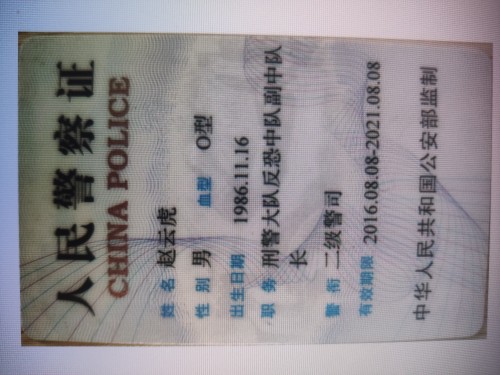 人民警察证
CHINA POLICE
姓名 赵云虎
性别 男 血型 O型
出生日期 1986.11.16
职务 刑警大队反恐中队副中队
长
警衔 二级警司
有效期限 2016.08.08-2021.08.08
中华人民共和国公安部监制